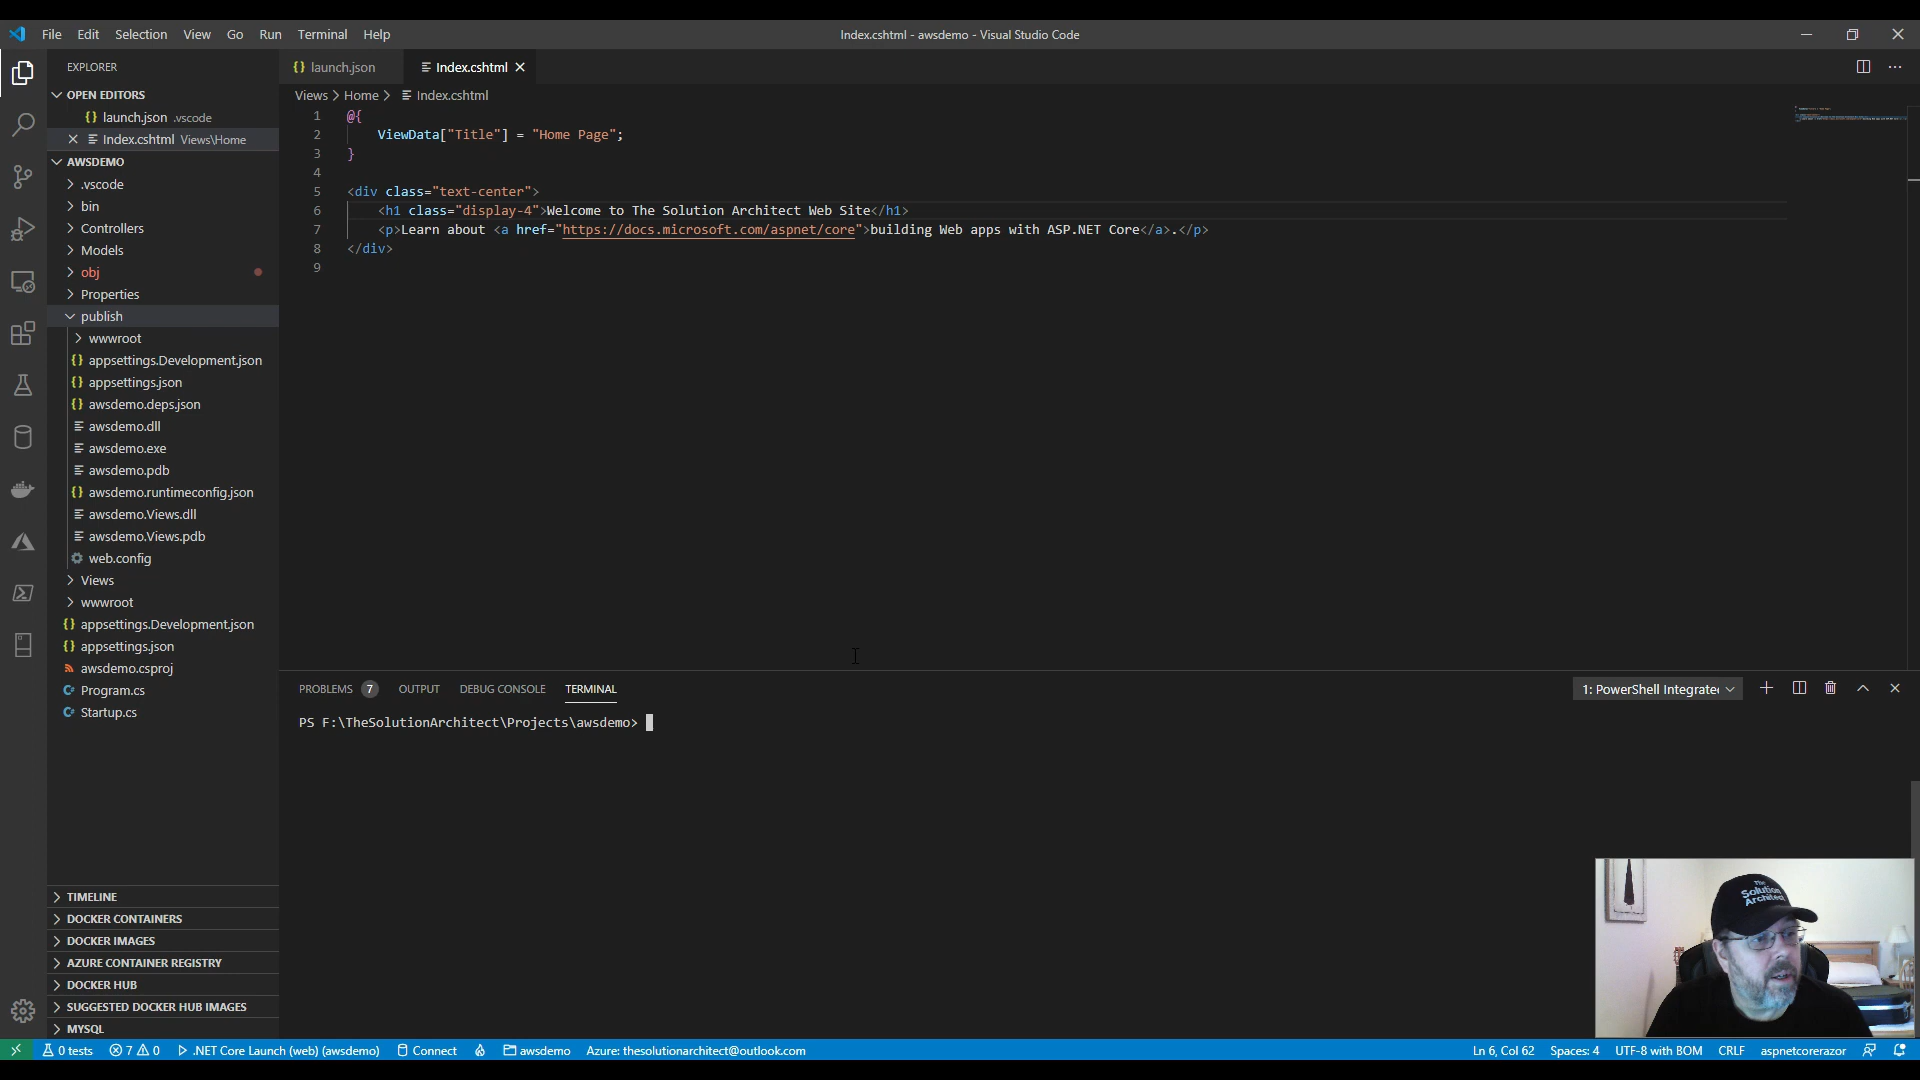 File Edit Selection View Go Run Terminal Help
Index.cshtml - awsdemo - Visual Studio Code
EXPLORER
OPEN EDITORS
launch.json .vscode
Index.cshtml Views\Home
AWSDEMO
.vscode
bin
Controllers
Models
obj
Properties
publish
wwwroot
appsettings.Development.json
appsettings.json
awsdemo.deps.json
awsdemo.dll
awsdemo.exe
awsdemo.pdb
awsdemo.runtimeconfig.json
awsdemo.Views.dll
awsdemo.Views.pdb
web.config
Views
wwwroot
appsettings.Development.json
appsettings.json
awsdemo.csproj
Program.cs
Startup.cs
TIMELINE
DOCKER CONTAINERS
DOCKER IMAGES
AZURE CONTAINER REGISTRY
DOCKER HUB
SUGGESTED DOCKER HUB IMAGES
MYSQL
launch.json Index.cshtml
Views > Home > Index.cshtml
1 @{
2 ViewData["Title"] = "Home Page";
3 }
4
5 <div class="text-center">
6 <h1 class="display-4">Welcome to The Solution Architect Web Site</h1>
7 <p>Learn about <a href="https://docs.microsoft.com/aspnet/core">building Web apps with ASP.NET Core</a>.</p>
8 </div>
9
PROBLEMS 7 OUTPUT DEBUG CONSOLE TERMINAL
1: PowerShell Integrate
PS F:\TheSolutionArchitect\Projects\awsdemo>
The
Solution
Architect
0 tests 7 0 .NET Core Launch (web) (awsdemo) Connect awsdemo Azure: thesolutionarchitect@outlook.com
Ln 6, Col 62 Spaces: 4 UTF-8 with BOM CRLF aspnetcorerazor